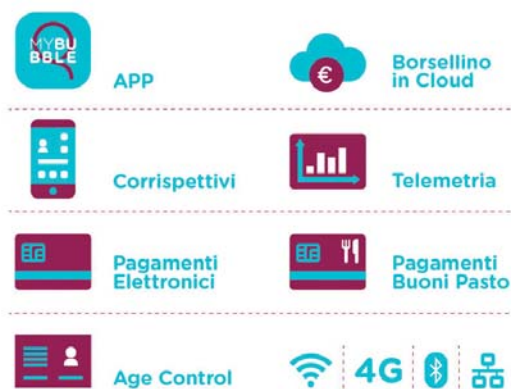 MYBU
BBLE
APP
€
Borsellino
in Cloud
Corrispettivi
Telemetria
Pagamenti
Elettronici
Pagamenti
Buoni Pasto
Age Control
4G